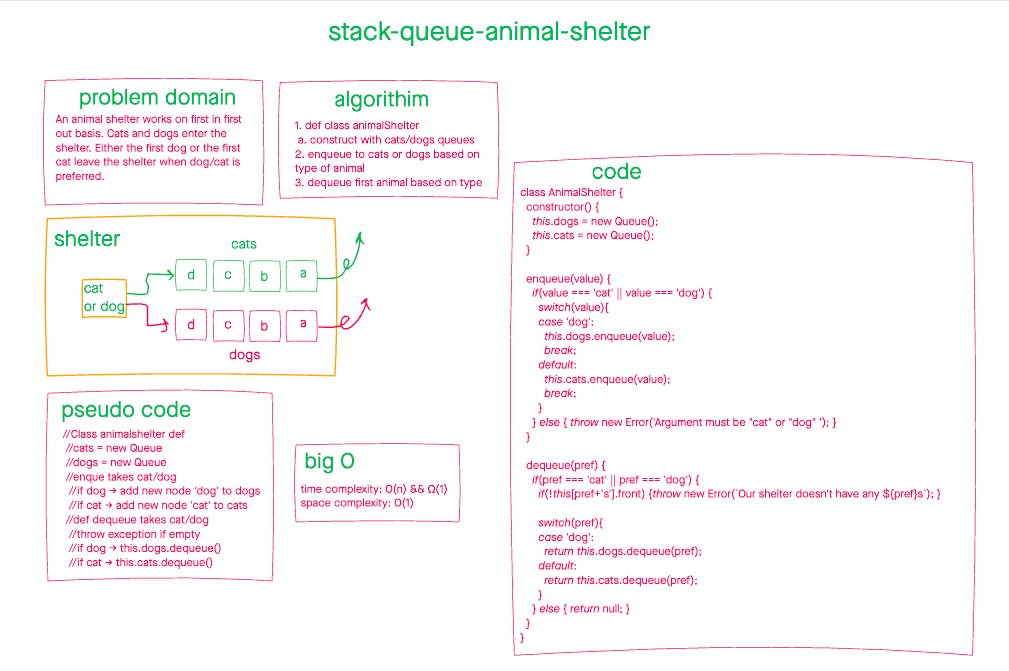 stack-queue-animal-shelter
problem domain
An animal shelter works on first in first
out basis. Cats and dogs enter the
shelter. Either the first dog or the first
cat leave the shelter when dog/cat is
preferred.
algorithim
1. def class animalShelter
a. construct with cats/dogs queues
2. enqueue to cats or dogs based on
type of animal
3. dequeue first animal based on type
shelter
cats
cat
or dog
d c b a
d c b a
dogs
pseudo code
//Class animalshelter def
//cats = new Queue
//dogs = new Queue
//enque takes cat/dog
//if dog → add new node 'dog' to dogs
//if cat → add new node 'cat' to cats
//def dequeue takes cat/dog
//throw exception if empty
//if dog → this.dogs.dequeue()
//if cat → this.cats.dequeue()
big O
time complexity: O(n) && Ω(1)
space complexity: O(1)
code
class AnimalShelter {
constructor() {
this.dogs = new Queue();
this.cats = new Queue();
}
enqueue(value) {
if(value === 'cat' || value === 'dog') {
switch(value){
case 'dog':
this.dogs.enqueue(value);
break;
default:
this.cats.enqueue(value);
break;
}
} else { throw new Error('Argument must be "cat" or "dog" '); }
}
dequeue(pref) {
if(pref === 'cat' || pref === 'dog') {
if(!this[pref+'s'].front) {throw new Error(`Our shelter doesn't have any ${pref}s`); }
switch(pref){
case 'dog':
return this.dogs.dequeue(pref);
default:
return this.cats.dequeue(pref);
}
} else { return null; }
}
}